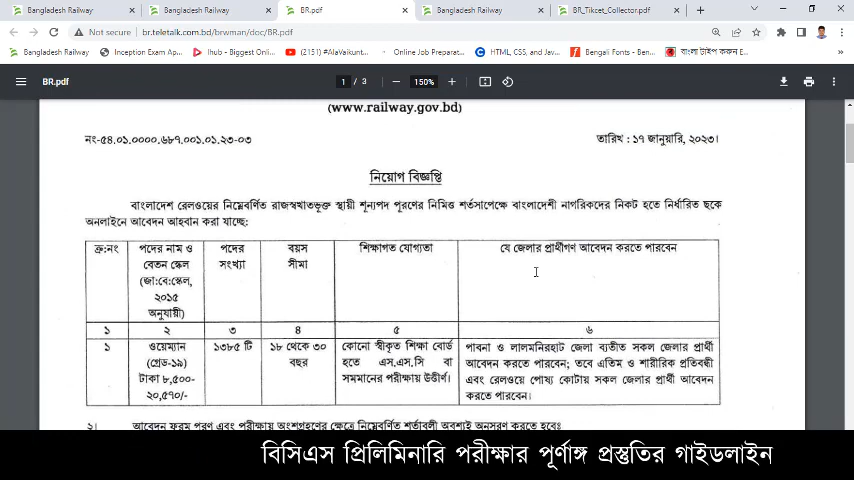 Bangladesh Railway
Bangladesh Railway
BR.pdf
Bangladesh Railway
BR_Tikcet_Collector.pdf
Not secure
br.teletalk.com.bd/brwman/doc/BR.pdf
Bangladesh Railway
Inception Exam App...
Ihub - Biggest Onlin...
(2151) #AlaVaikunt...
Online Job Preparat...
HTML, CSS, and Jav...
Bengali Fonts - Ben...
বাংলা টাইপ করুন E...
BR.pdf
1 / 3
150%
(www.railway.gov.bd)
নং-৫৪.০১.০০০০.৬৮৭.০০১.০১.২৩-০৩
তারিখ : ১৭ জানুয়ারি, ২০২৩।
নিয়োগ বিজ্ঞপ্তি
বাংলাদেশ রেলওয়ের নিম্নেবর্ণিত রাজস্বখাতভূক্ত স্থায়ী শূন্যপদ পূরণের নিমিত্ত শর্তসাপেক্ষে বাংলাদেশী নাগরিকদের নিকট হতে নির্ধারিত ছকে
অনলাইনে আবেদন আহবান করা যাচ্ছে:
ক্র:নং
পদের নাম ও
বেতন স্কেল
(জা:বে:স্কেল,
২০১৫
অনুযায়ী)
পদের
সংখ্যা
বয়স
সীমা
শিক্ষাগত যোগ্যতা
যে জেলার প্রার্থীগণ আবেদন করতে পারবেন
১
২
৩
৪
৫
৬
১
ওয়েম্যান
(গ্রেড-১৯)
টাকা ৮,৫০০-
২০,৫৭০/-
১৩৮৫ টি
১৮ থেকে ৩০
বছর
কোনো স্বীকৃত শিক্ষা বোর্ড
হতে এস.এস.সি বা
সমমানের পরীক্ষায় উত্তীর্ণ।
পাবনা ও লালমনিরহাট জেলা ব্যতীত সকল জেলার প্রার্থী
আবেদন করতে পারবেন; তবে এতিম ও শারীরিক প্রতিবন্ধী
এবং রেলওয়ে পোষ্য কোটায় সকল জেলার প্রার্থী আবেদন
করতে পারবেন।
২। আবেদন ফরম পূরণ এবং পরীক্ষায় অংশগ্রহণের ক্ষেত্রে নিম্নেবর্ণিত শর্তাবলী অবশ্যই অনুসরণ করতে হবেঃ
বিসিএস প্রিলিমিনারি পরীক্ষার পূর্ণাঙ্গ প্রস্তুতির গাইডলাইন